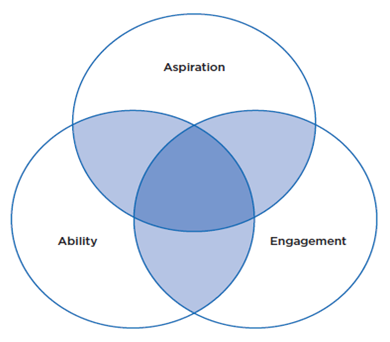 Aspiration
Ability
Engagement